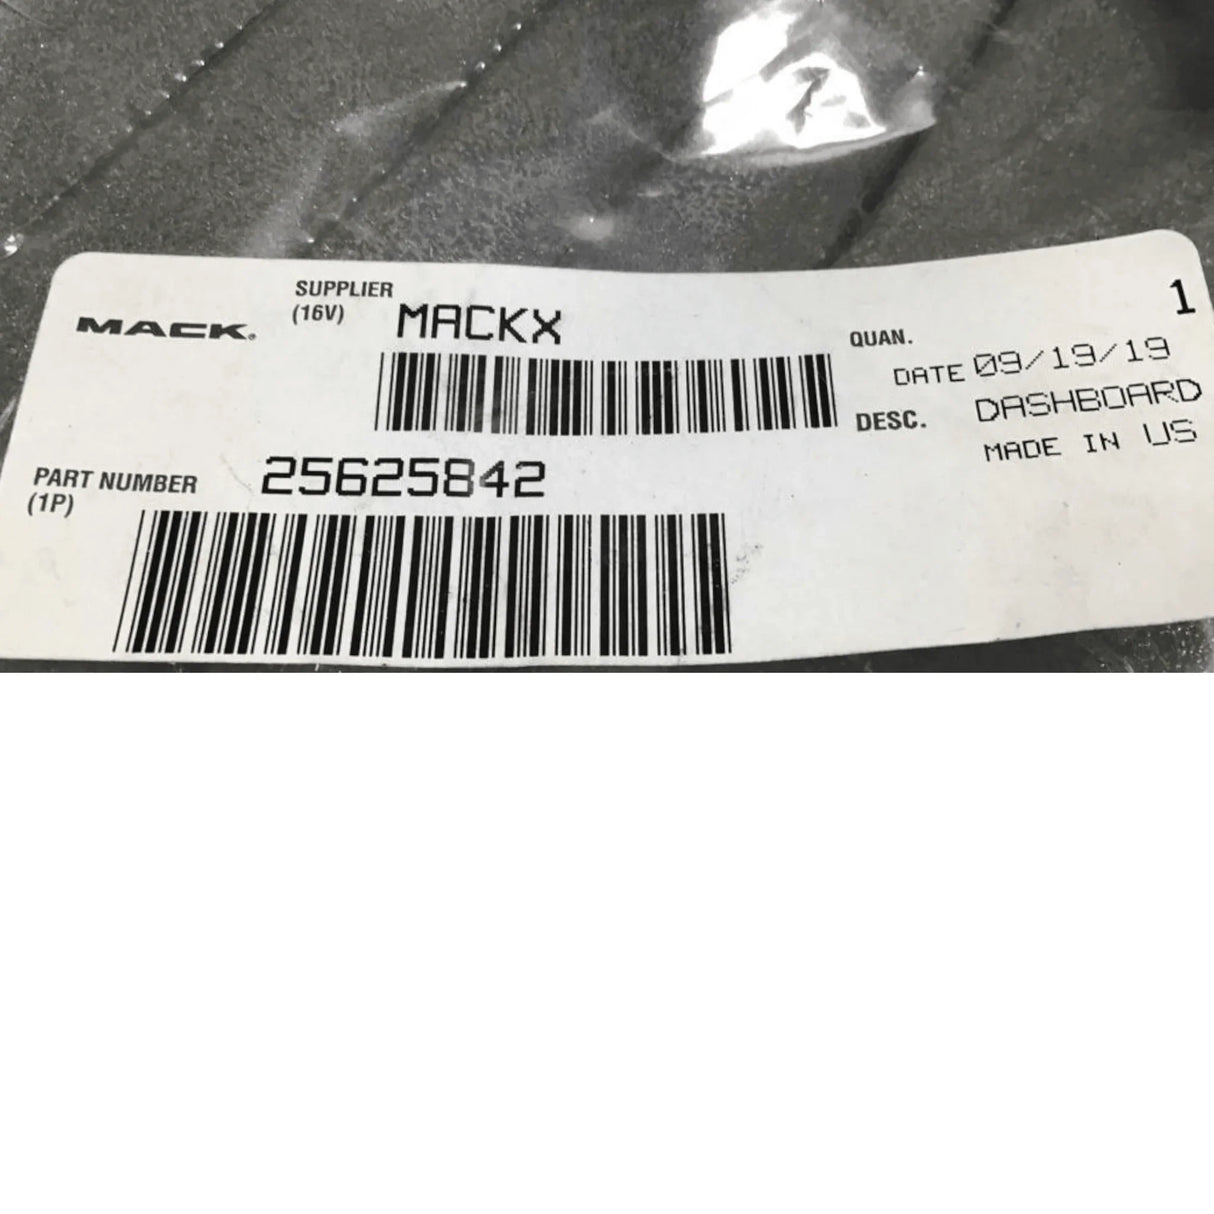 MACK.
SUPPLIER
(16V) MACKX
QUAN. 1
DATE 09/19/19
DESC. DASHBOARD
MADE IN US
PART NUMBER 25625842
(1P)